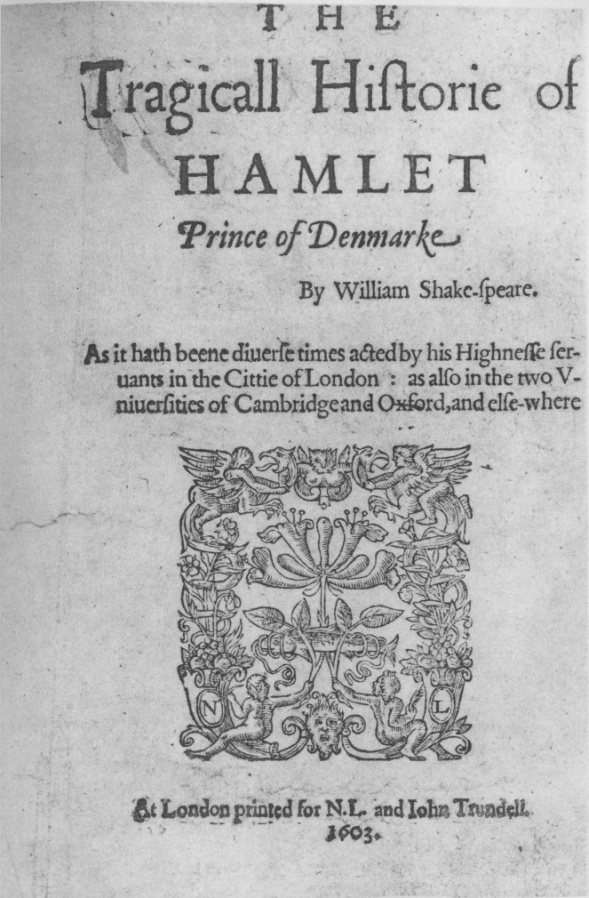 THE
Tragicall Hiſtorie of
HAMLET
Prince of Denmarke
By William Shake-ſpeare.
As it hath beene diuerſe times acted by his Highneſſe ſer-
uants in the Cittie of London : as alſo in the two V-
niuerſities of Cambridge and Oxford, and elſe-where
N L
At London printed for N.L. and Iohn Trundell.
1603.